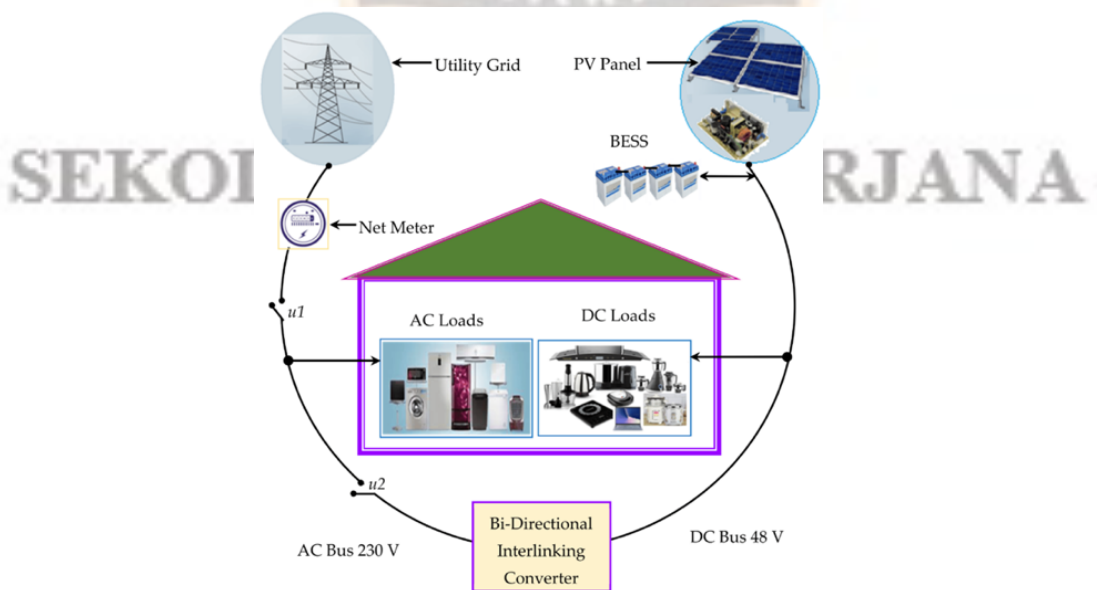 Utility Grid
PV Panel
BESS
SEKOL
RJANA
Net Meter
u1
AC Loads
DC Loads
u2
Bi-Directional
Interlinking
Converter
AC Bus 230 V
DC Bus 48 V